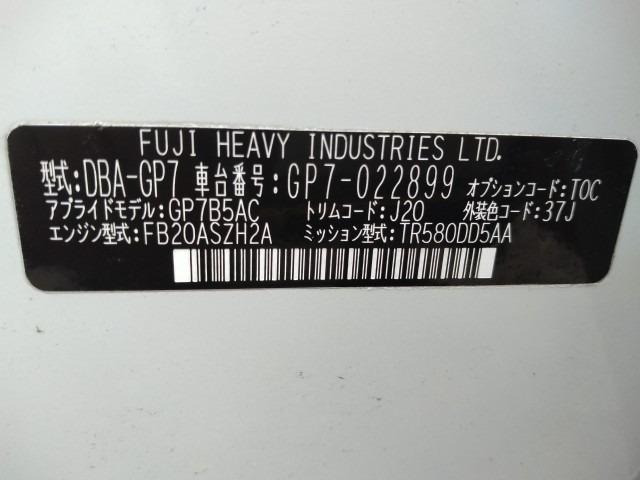 FUJI HEAVY INDUSTRIES LTD.
型式:DBA-GP7 車台番号:GP7-022899 オプションコード:TOC
アプライドモデル:GP7B5AC トリムコード:J20 外装色コード:37J
エンジン型式:FB20ASZH2A ミッション型式:TR580DD5AA